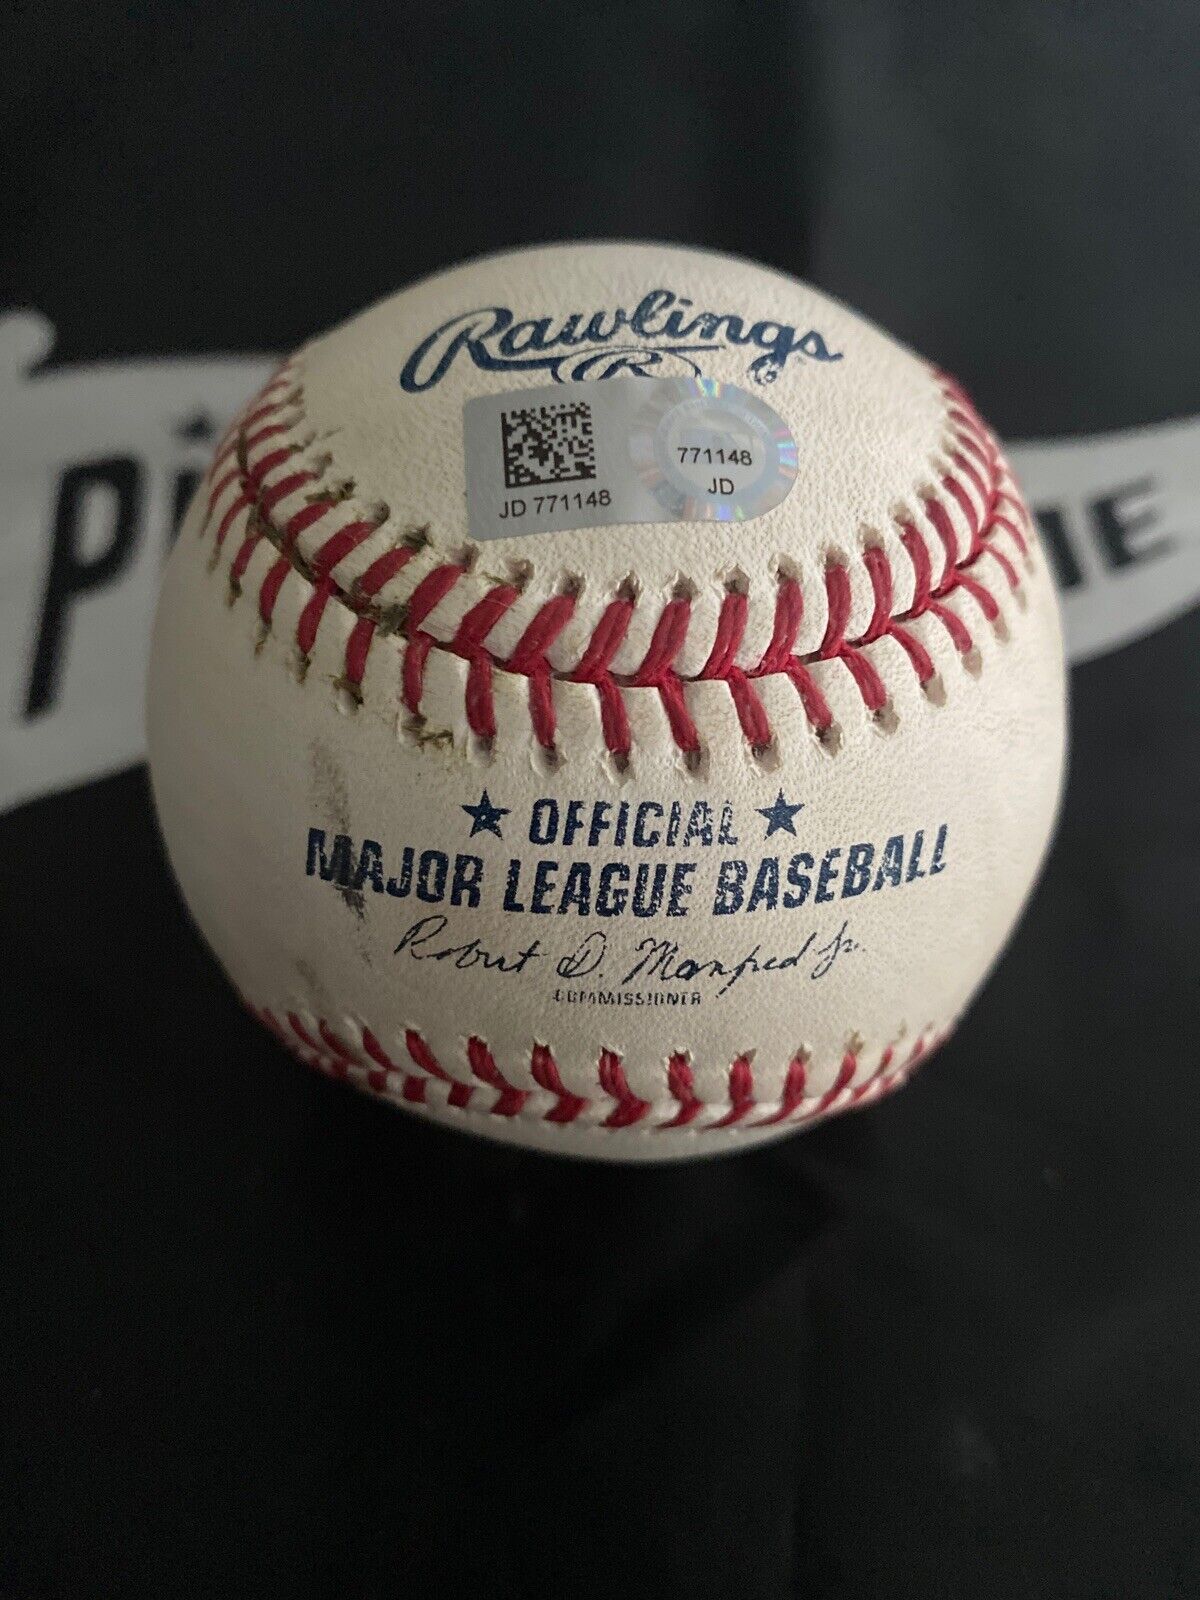 Rawlings
R
JD 771148
771148
JD
OFFICIAL
MAJOR LEAGUE BASEBALL
Robert D. Manfred Jr.
COMMISSIONER